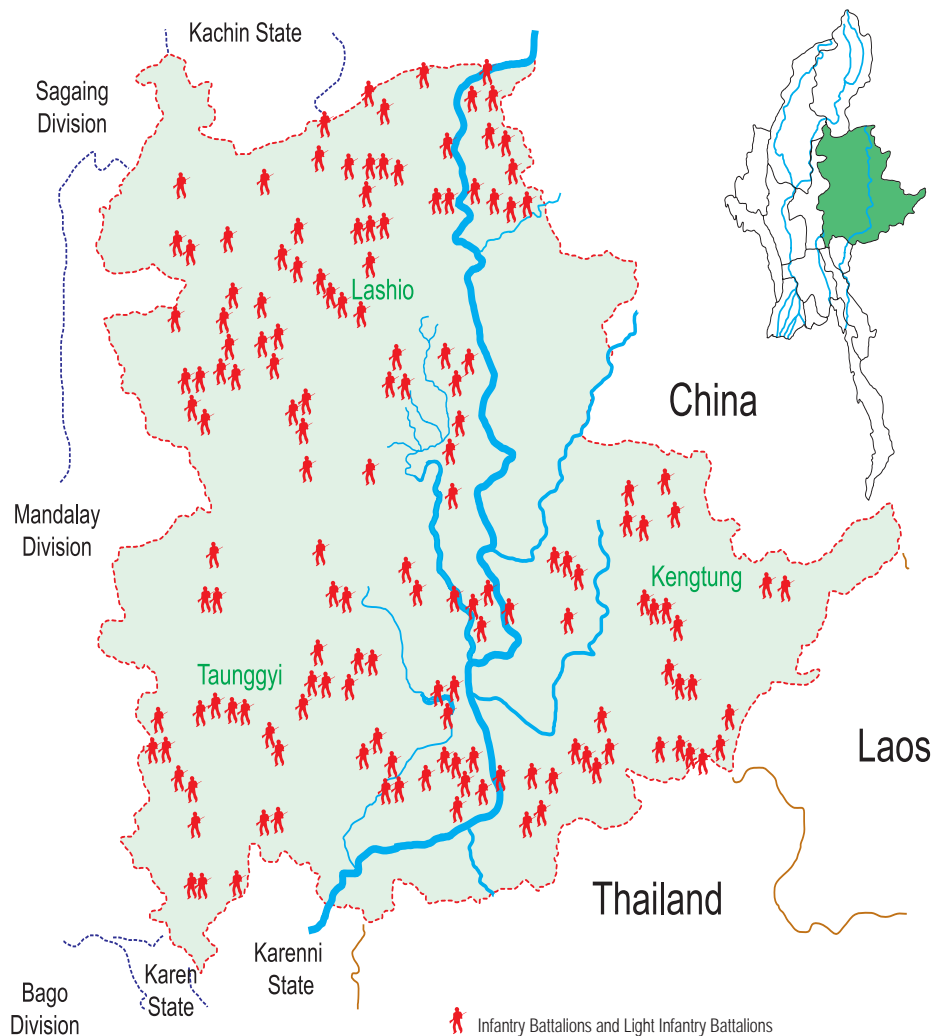 Kachin State
Sagaing
Division
Lashio
China
Mandalay
Division
Kengtung
Taunggyi
Laos
Thailand
Karenni
State
Karen
State
Bago
Division
Infantry Battalions and Light Infantry Battalions